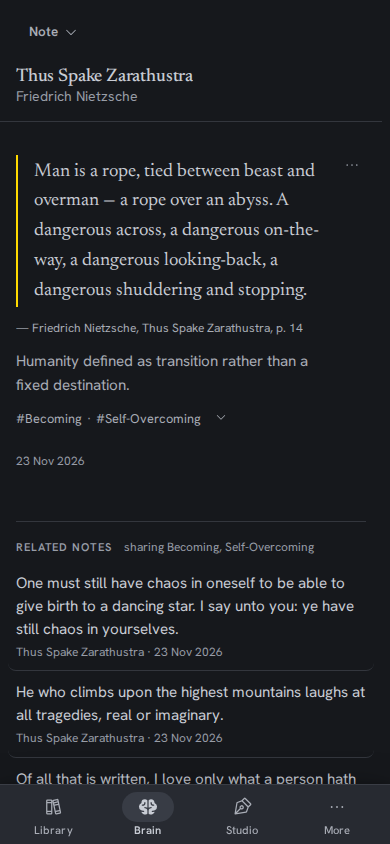 Note
Thus Spake Zarathustra
Friedrich Nietzsche
Man is a rope, tied between beast and
overman — a rope over an abyss. A
dangerous across, a dangerous on-the-
way, a dangerous looking-back, a
dangerous shuddering and stopping.
— Friedrich Nietzsche, Thus Spake Zarathustra, p. 14
Humanity defined as transition rather than a
fixed destination.
#Becoming · #Self-Overcoming
23 Nov 2026
RELATED NOTES sharing Becoming, Self-Overcoming
One must still have chaos in oneself to be able to
give birth to a dancing star. I say unto you: ye have
still chaos in yourselves.
Thus Spake Zarathustra · 23 Nov 2026
He who climbs upon the highest mountains laughs at
all tragedies, real or imaginary.
Thus Spake Zarathustra · 23 Nov 2026
Of all that is written, I love only what a person hath
Library Brain Studio More